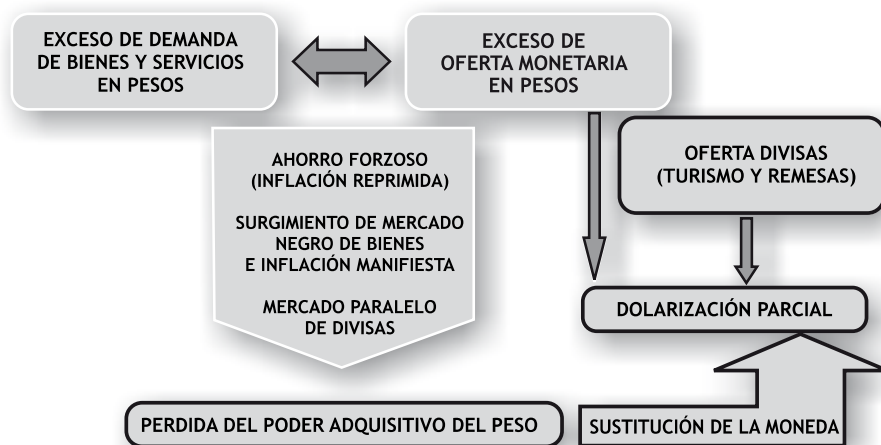 EXCESO DE DEMANDA
DE BIENES Y SERVICIOS
EN PESOS
EXCESO DE
OFERTA MONETARIA
EN PESOS
AHORRO FORZOSO
(INFLACIÓN REPRIMIDA)
SURGIMIENTO DE MERCADO
NEGRO DE BIENES
E INFLACIÓN MANIFIESTA
MERCADO PARALELO
DE DIVISAS
OFERTA DIVISAS
(TURISMO Y REMESAS)
DOLARIZACIÓN PARCIAL
PERDIDA DEL PODER ADQUISITIVO DEL PESO
SUSTITUCIÓN DE LA MONEDA